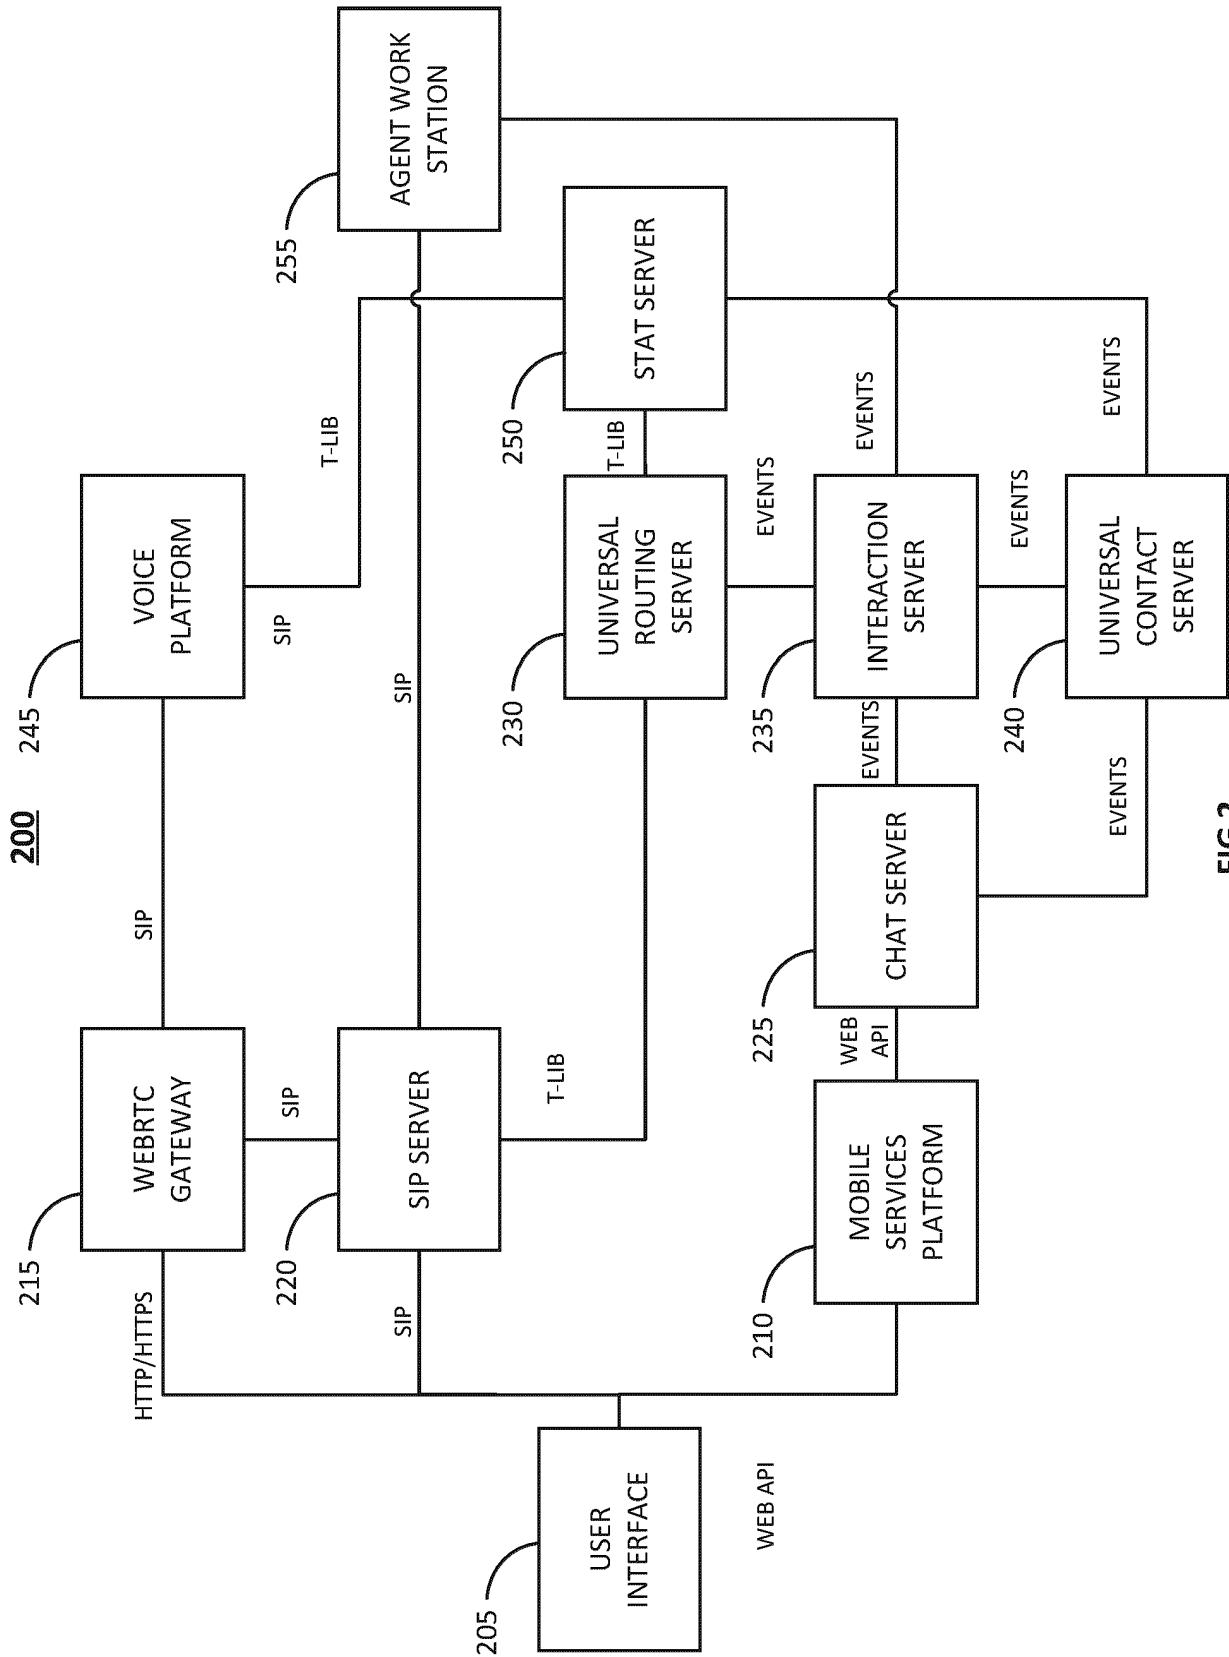 200
215
WEBRTC
GATEWAY
HTTP/HTTPS
SIP
245
VOICE
PLATFORM
SIP
T-LIB
SIP
220
SIP SERVER
SIP
SIP
255
AGENT WORK
STATION
205
USER
INTERFACE
WEB API
T-LIB
230
UNIVERSAL
ROUTING
SERVER
T-LIB
250
STAT SERVER
EVENTS
210
MOBILE
SERVICES
PLATFORM
WEB
API
225
CHAT SERVER
EVENTS
235
INTERACTION
SERVER
EVENTS
EVENTS
EVENTS
240
UNIVERSAL
CONTACT
SERVER
EVENTS
FIG 2